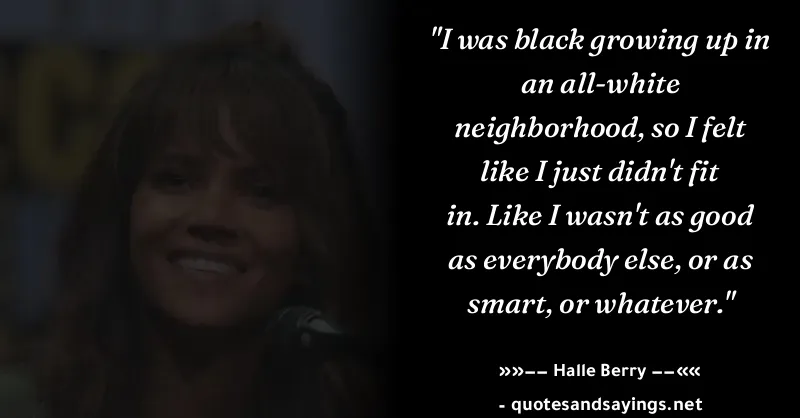 "I was black growing up in
an all-white
neighborhood, so I felt
like I just didn't fit
in. Like I wasn't as good
as everybody else, or as
smart, or whatever."
»»−− Halle Berry −−««
- quotesandsayings.net